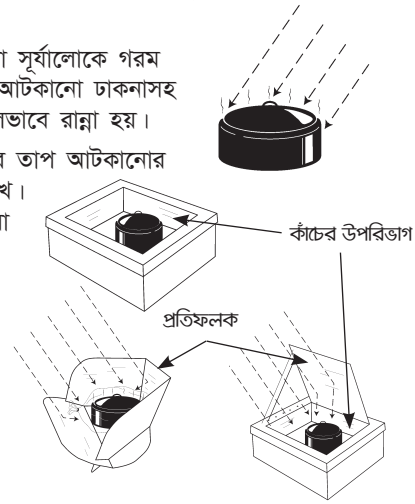 সূর্যালোকে গরম
আটকানো ঢাকনাসহ
রান্না হয়।
তাপ আটকানোর
কাঁচের উপরিভাগ
প্রতিফলক